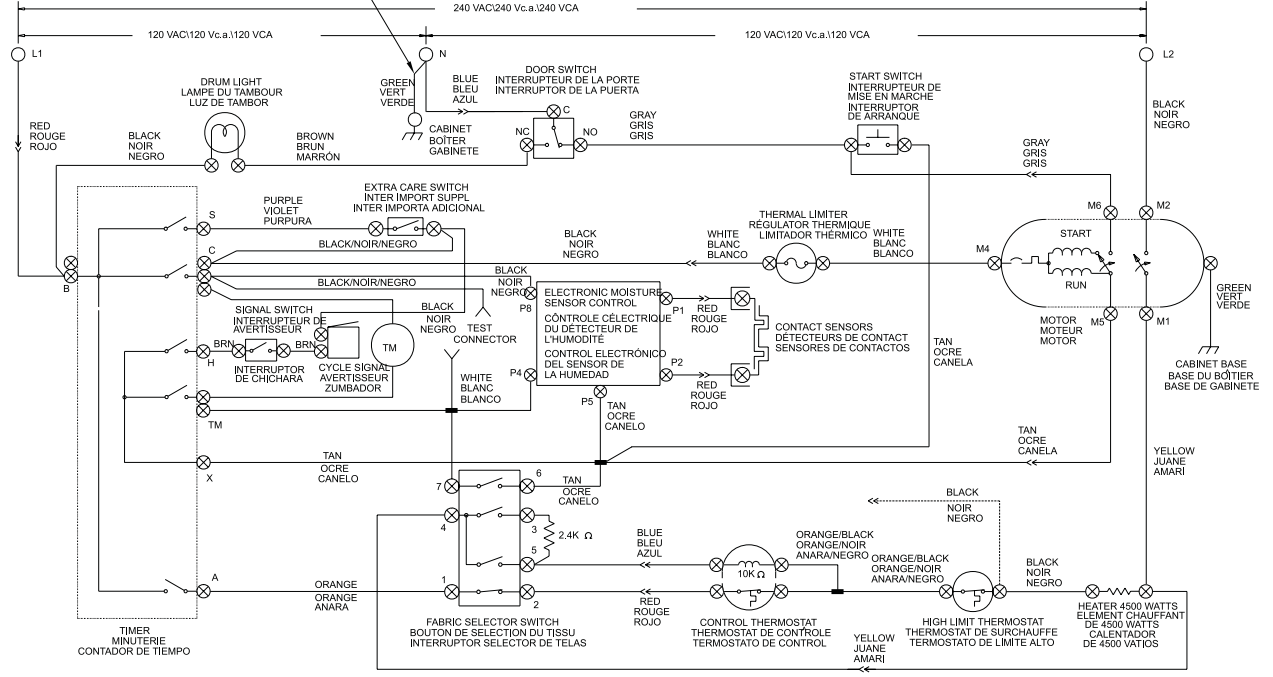 240 VAC\240 Vc.a.\240 VCA
120 VAC\120 Vc.a.\120 VCA
120 VAC\120 Vc.a.\120 VCA
L1
N
L2
DRUM LIGHT
LAMPE DU TAMBOUR
LUZ DE TAMBOR
GREEN
VERT
VERDE
BLUE
BLEU
AZUL
DOOR SWITCH
INTERRUPTEUR DE LA PORTE
INTERRUPTOR DE LA PUERTA
START SWITCH
INTERRUPTEUR DE
MISE EN MARCHE
INTERRUPTOR
DE ARRANQUE
BLACK
NOIR
NEGRO
RED
ROUGE
ROJO
BLACK
NOIR
NEGRO
BROWN
BRUN
MARRÓN
CABINET
BOÎTER
GABINETE
C
NC
NO
GRAY
GRIS
GRIS
GRAY
GRIS
GRIS
S
PURPLE
VIOLET
PURPURA
EXTRA CARE SWITCH
INTER IMPORT SUPPL
INTER IMPORTA ADICIONAL
BLACK/NOIR/NEGRO
C
BLACK
NOIR
NEGRO
WHITE
BLANC
BLANCO
THERMAL LIMITER
RÉGULATOR THERMIQUE
LIMITADOR THÉRMICO
WHITE
BLANC
BLANCO
M6
M2
M4
START
RUN
M5
M1
MOTOR
MOTEUR
MOTOR
GREEN
VERT
VERDE
B
BLACK/NOIR/NEGRO
BLACK
NOIR
NEGRO
P8
ELECTRONIC MOISTURE
SENSOR CONTROL
CÔNTROLE CÉLECTRIQUE
DU DÉTECTEUR DE
L'HUMODITÉ
CONTROL ELECTRÓNICO
DEL SENSOR DE
LA HUMEDAD
P1
RED
ROUGE
ROJO
CONTACT SENSORS
DÉTECTEURS DE CONTACT
SENSORES DE CONTACTOS
P2
RED
ROUGE
ROJO
P4
P5
SIGNAL SWITCH
INTERRUPTEUR DE
AVERTISSEUR
BRN
BRN
H
INTERRUPTOR
DE CHICHARA
CYCLE SIGNAL
AVERTISSEUR
ZUMBADOR
TM
BLACK
NOIR
NEGRO
TEST
CONNECTOR
WHITE
BLANC
BLANCO
TM
TAN
OCRE
CANELO
TAN
OCRE
CANELA
CABINET BASE
BASE DU BOÎTIER
BASE DE GABINETE
TAN
OCRE
CANELO
X
TAN
OCRE
CANELA
YELLOW
JUANE
AMARÍ
7
6
TAN
OCRE
CANELO
4
3
2.4K Ω
5
1
2
BLACK
NOIR
NEGRO
BLUE
BLEU
AZUL
ORANGE/BLACK
ORANGE/NOIR
ANARA/NEGRO
10K Ω
ORANGE/BLACK
ORANGE/NOIR
ANARA/NEGRO
BLACK
NOIR
NEGRO
A
ORANGE
ANARA
RED
ROUGE
ROJO
TIMER
MINUTERIE
CONTADOR DE TIEMPO
FABRIC SELECTOR SWITCH
BOUTON DE SELECTION DU TISSU
INTERRUPTOR SELECTOR DE TELAS
CONTROL THERMOSTAT
THERMOSTAT DE CONTRÔLE
TERMOSTATO DE CONTROL
HIGH LIMIT THERMOSTAT
THERMOSTAT DE SURCHAUFFE
TERMOSTATO DE LÍMITE ALTO
HEATER 4500 WATTS
ELEMENT CHAUFFANT
DE 4500 WATTS
CALENTADOR
DE 4500 VATIOS
YELLOW
JUANE
AMARÍ